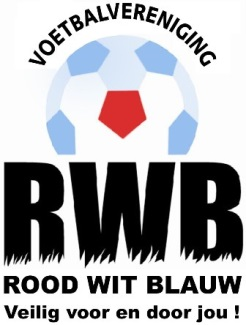 VOETBALVERENIGING
RWB
ROOD WIT BLAUW
Veilig voor en door jou !